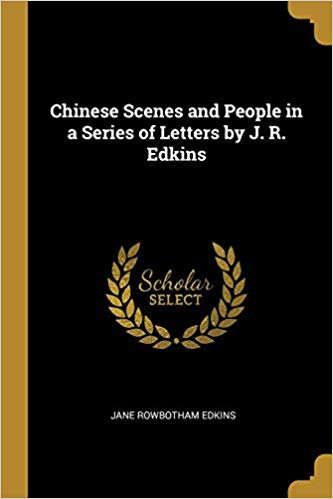 Chinese Scenes and People in
a Series of Letters by J. R.
Edkins
Scholar
SELECT
JANE ROWBOTHAM EDKINS